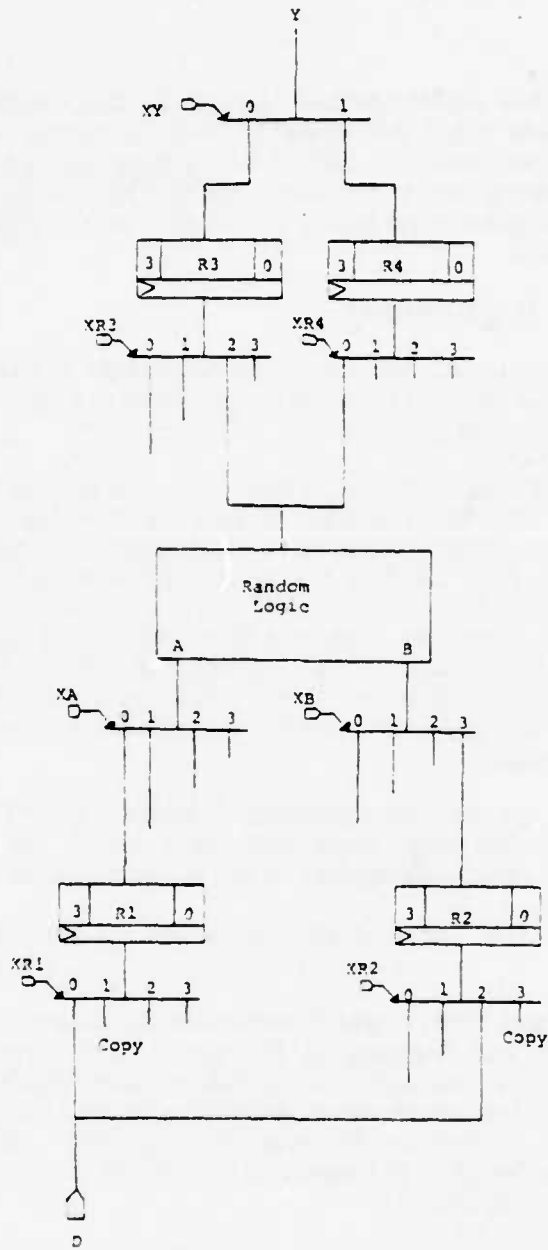 Y
XY 0 1
3 R3 0 3 R4 0
XR3 0 1 2 3 XR4 0 1 2 3
Random
Logic
A B
XA 0 1 2 3 XB 0 1 2 3
3 R1 0 3 R2 0
XR1 0 1 2 3 XR2 0 1 2 3
Copy Copy
D